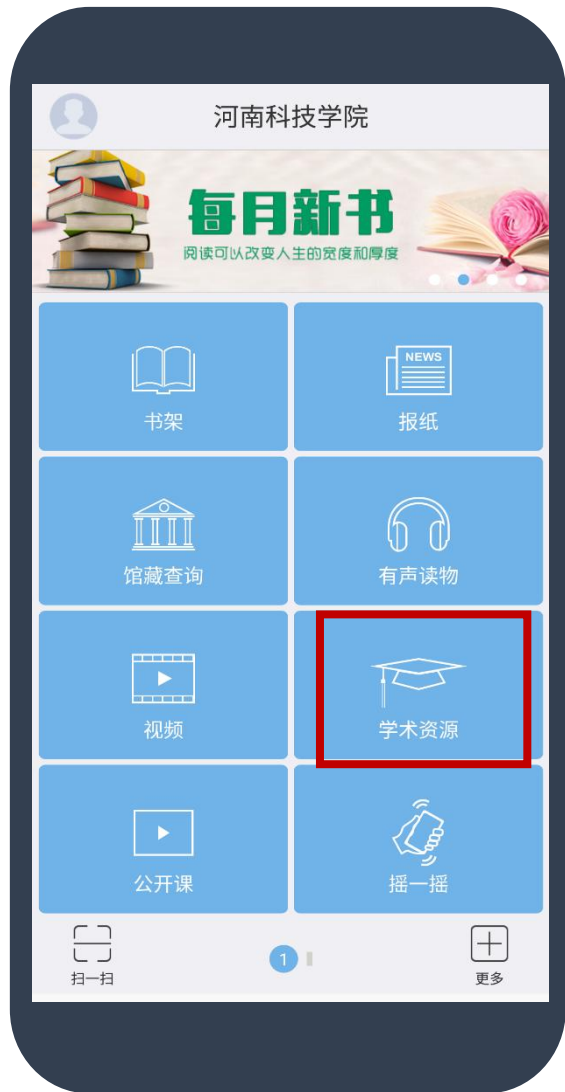 河南科技学院
每月新书
阅读可以改变人生的宽度和厚度
书架
NEWS
报纸
馆藏查询
有声读物
视频
学术资源
公开课
摇一摇
扫一扫
1
更多